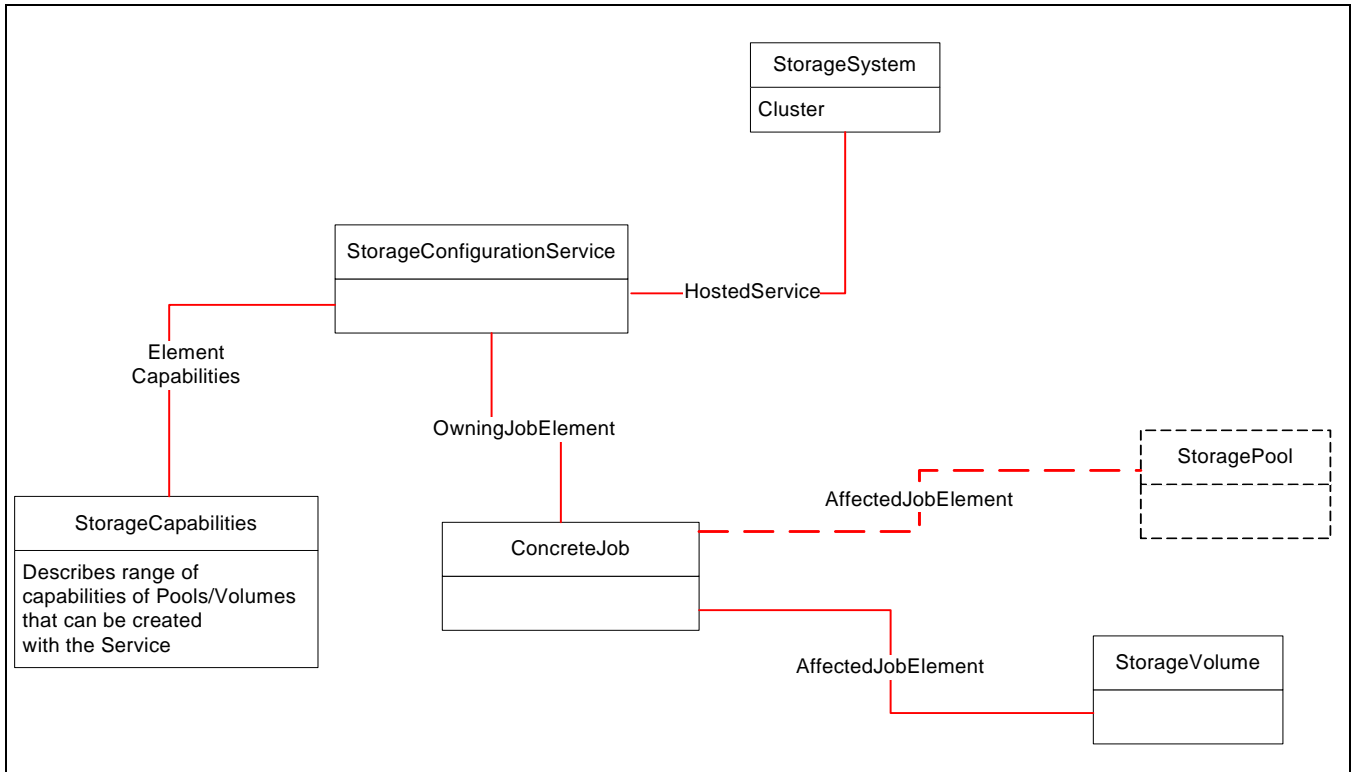 StorageSystem
Cluster
StorageConfigurationService
HostedService
Element
Capabilities
OwningJobElement
StoragePool
AffectedJobElement
StorageCapabilities
Describes range of
capabilities of Pools/Volumes
that can be created
with the Service
ConcreteJob
AffectedJobElement
StorageVolume